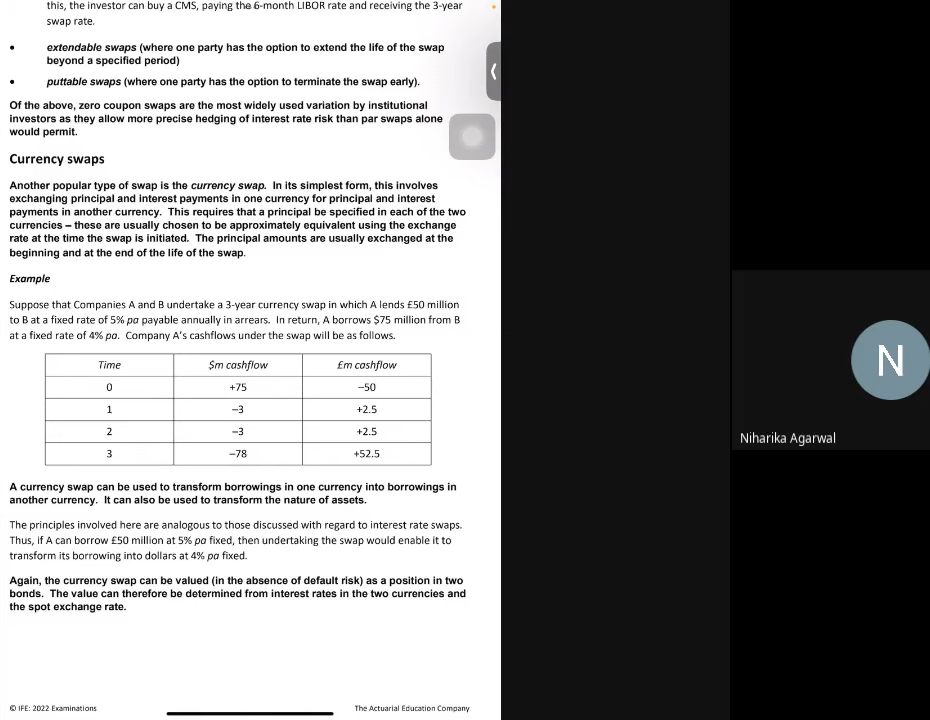 this, the investor can buy a CMS, paying the 6-month LIBOR rate and receiving the 3-year
swap rate.
• extendable swaps (where one party has the option to extend the life of the swap
beyond a specified period)
• puttable swaps (where one party has the option to terminate the swap early).
Of the above, zero coupon swaps are the most widely used variation by institutional
investors as they allow more precise hedging of interest rate risk than par swaps alone
would permit.
Currency swaps
Another popular type of swap is the currency swap. In its simplest form, this involves
exchanging principal and interest payments in one currency for principal and interest
payments in another currency. This requires that a principal be specified in each of the two
currencies – these are usually chosen to be approximately equivalent using the exchange
rate at the time the swap is initiated. The principal amounts are usually exchanged at the
beginning and at the end of the life of the swap.
Example
Suppose that Companies A and B undertake a 3-year currency swap in which A lends £50 million
to B at a fixed rate of 5% pa payable annually in arrears. In return, A borrows $75 million from B
at a fixed rate of 4% pa. Company A's cashflows under the swap will be as follows.
Time $m cashflow £m cashflow
0 +75 –50
1 –3 +2.5
2 –3 +2.5
3 –78 +52.5
A currency swap can be used to transform borrowings in one currency into borrowings in
another currency. It can also be used to transform the nature of assets.
The principles involved here are analogous to those discussed with regard to interest rate swaps.
Thus, if A can borrow £50 million at 5% pa fixed, then undertaking the swap would enable it to
transform its borrowing into dollars at 4% pa fixed.
Again, the currency swap can be valued (in the absence of default risk) as a position in two
bonds. The value can therefore be determined from interest rates in the two currencies and
the spot exchange rate.
© IFE: 2022 Examinations The Actuarial Education Company
N
Niharika Agarwal